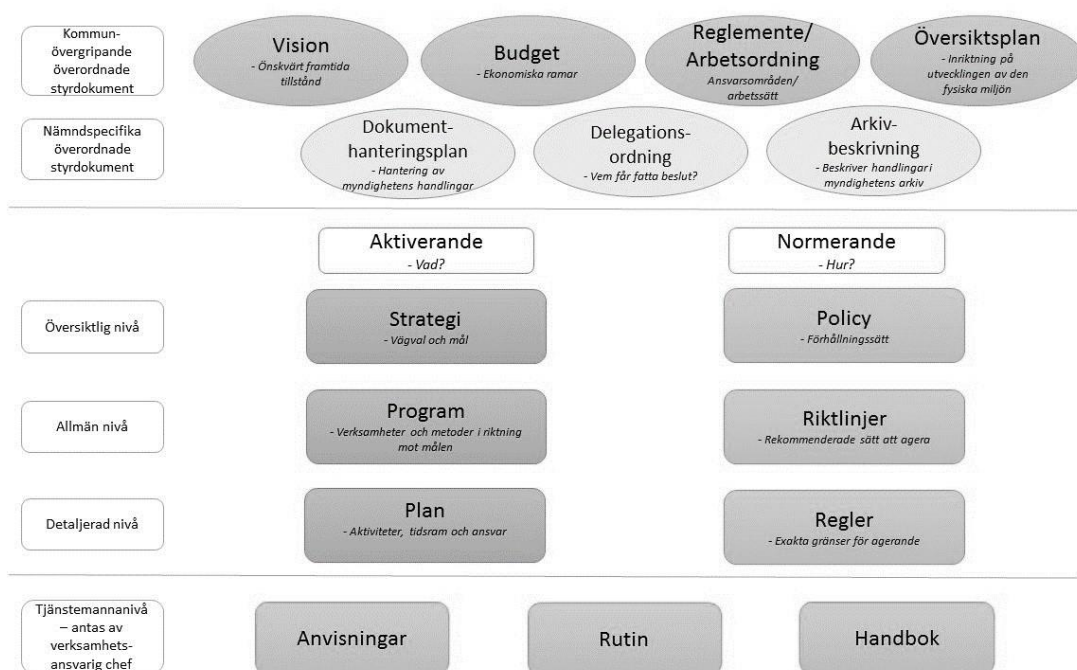 Kommun-
övergripande
överordnade
styrdokument
Vision
- Önskvärt framtida
tillstånd
Budget
- Ekonomiska ramar
Reglemente/
Arbetsordning
Ansvarsområden/
arbetssätt
Översiktsplan
- Inriktning på
utvecklingen av den
fysiska miljön
Nämndspecifika
överordnade
styrdokument
Dokument-
hanteringsplan
- Hantering av
myndighetens handlingar
Delegations-
ordning
- Vem får fatta beslut?
Arkiv-
beskrivning
- Beskriver handlingar i
myndighetens arkiv
Aktiverande
- Vad?
Normerande
- Hur?
Översiktlig nivå
Strategi
- Vägval och mål
Policy
- Förhållningssätt
Allmän nivå
Program
- Verksamheter och metoder i riktning
mot målen
Riktlinjer
- Rekommenderade sätt att agera
Detaljerad nivå
Plan
- Aktiviteter, tidsram och ansvar
Regler
- Exakta gränser för agerande
Tjänstemannanivå
– antas av
verksamhets-
ansvarig chef
Anvisningar
Rutin
Handbok